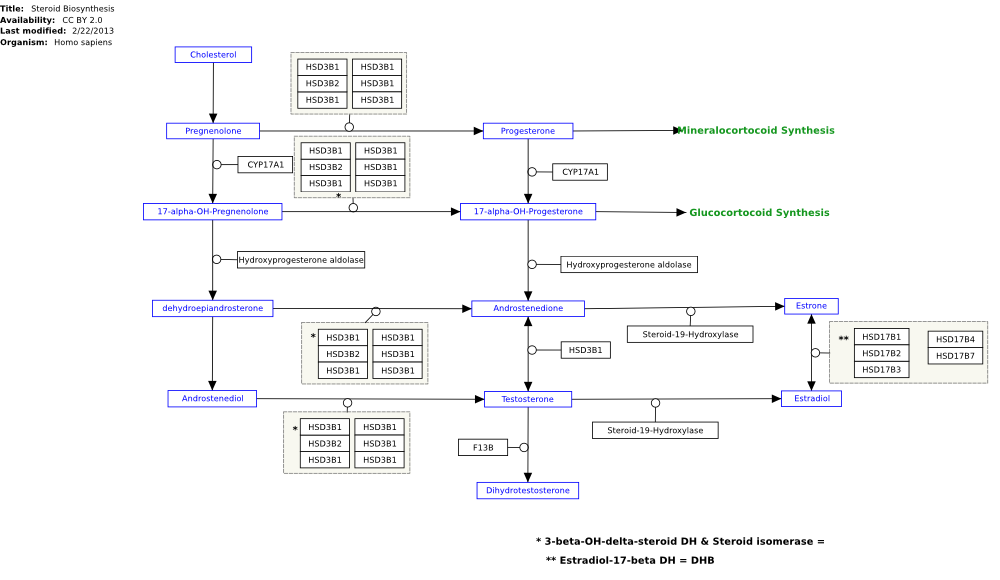 Title: Steroid Biosynthesis
Availability: CC BY 2.0
Last modified: 2/22/2013
Organism: Homo sapiens
Cholesterol
HSD3B1 HSD3B1
HSD3B2 HSD3B1
HSD3B1 HSD3B1
Pregnenolone
Progesterone
Mineralocortocoid Synthesis
HSD3B1 HSD3B1
HSD3B2 HSD3B1
HSD3B1 HSD3B1
*
CYP17A1
CYP17A1
17-alpha-OH-Pregnenolone
17-alpha-OH-Progesterone
Glucocortocoid Synthesis
Hydroxyprogesterone aldolase
Hydroxyprogesterone aldolase
dehydroepiandrosterone
Androstenedione
Estrone
* HSD3B1 HSD3B1
HSD3B2 HSD3B1
HSD3B1 HSD3B1
HSD3B1
Steroid-19-Hydroxylase
** HSD17B1 HSD17B4
HSD17B2 HSD17B7
HSD17B3
Androstenediol
Testosterone
Estradiol
* HSD3B1 HSD3B1
HSD3B2 HSD3B1
HSD3B1 HSD3B1
Steroid-19-Hydroxylase
F13B
Dihydrotestosterone
* 3-beta-OH-delta-steroid DH & Steroid isomerase =
** Estradiol-17-beta DH = DHB